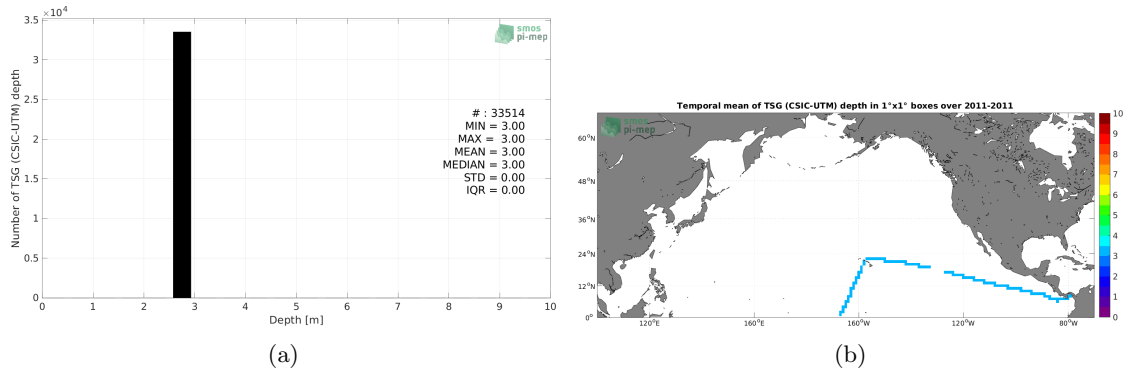 ×10⁴
3.5
3
2.5
2
1.5
1
0.5
0
Number of TSG (CSIC-UTM) depth
smos
pi-mep
# : 33514
MIN = 3.00
MAX = 3.00
MEAN = 3.00
MEDIAN = 3.00
STD = 0.00
IQR = 0.00
0 1 2 3 4 5 6 7 8 9 10
Depth [m]
(a)
Temporal mean of TSG (CSIC-UTM) depth in 1°x1° boxes over 2011-2011
smos
pi-mep
60°N
48°N
36°N
24°N
12°N
0°
120°E 160°E 160°W 120°W 80°W
10
9
8
7
6
5
4
3
2
1
0
(b)